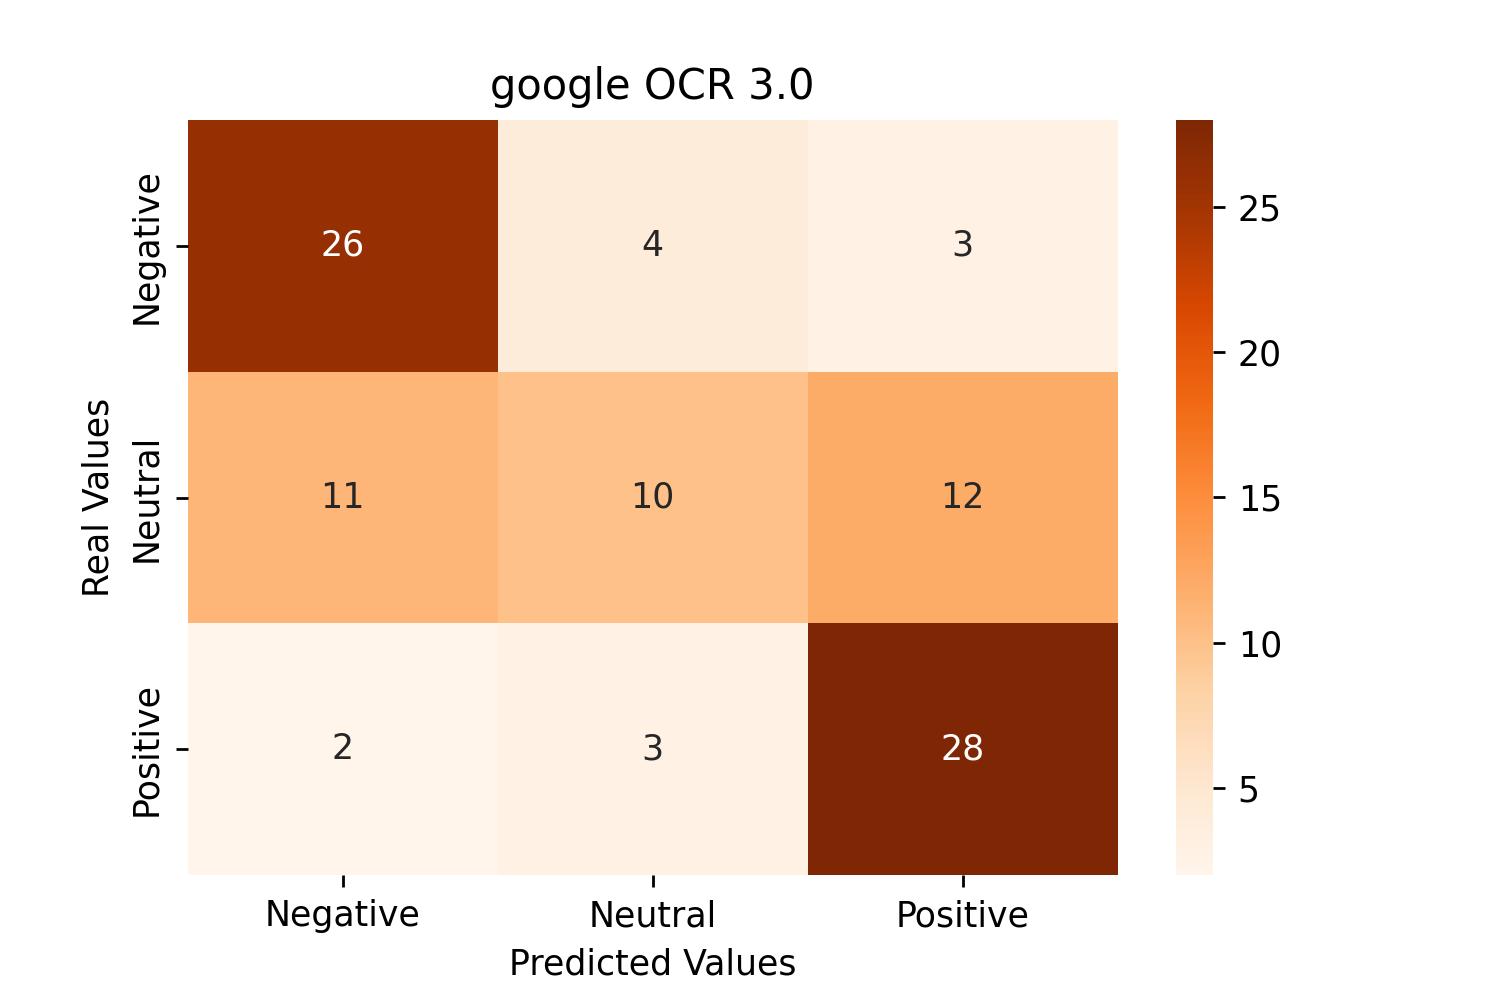 google OCR 3.0
Real Values
Negative
26 4 3
Neutral
11 10 12
Positive
2 3 28
Negative Neutral Positive
Predicted Values
25
20
15
10
5